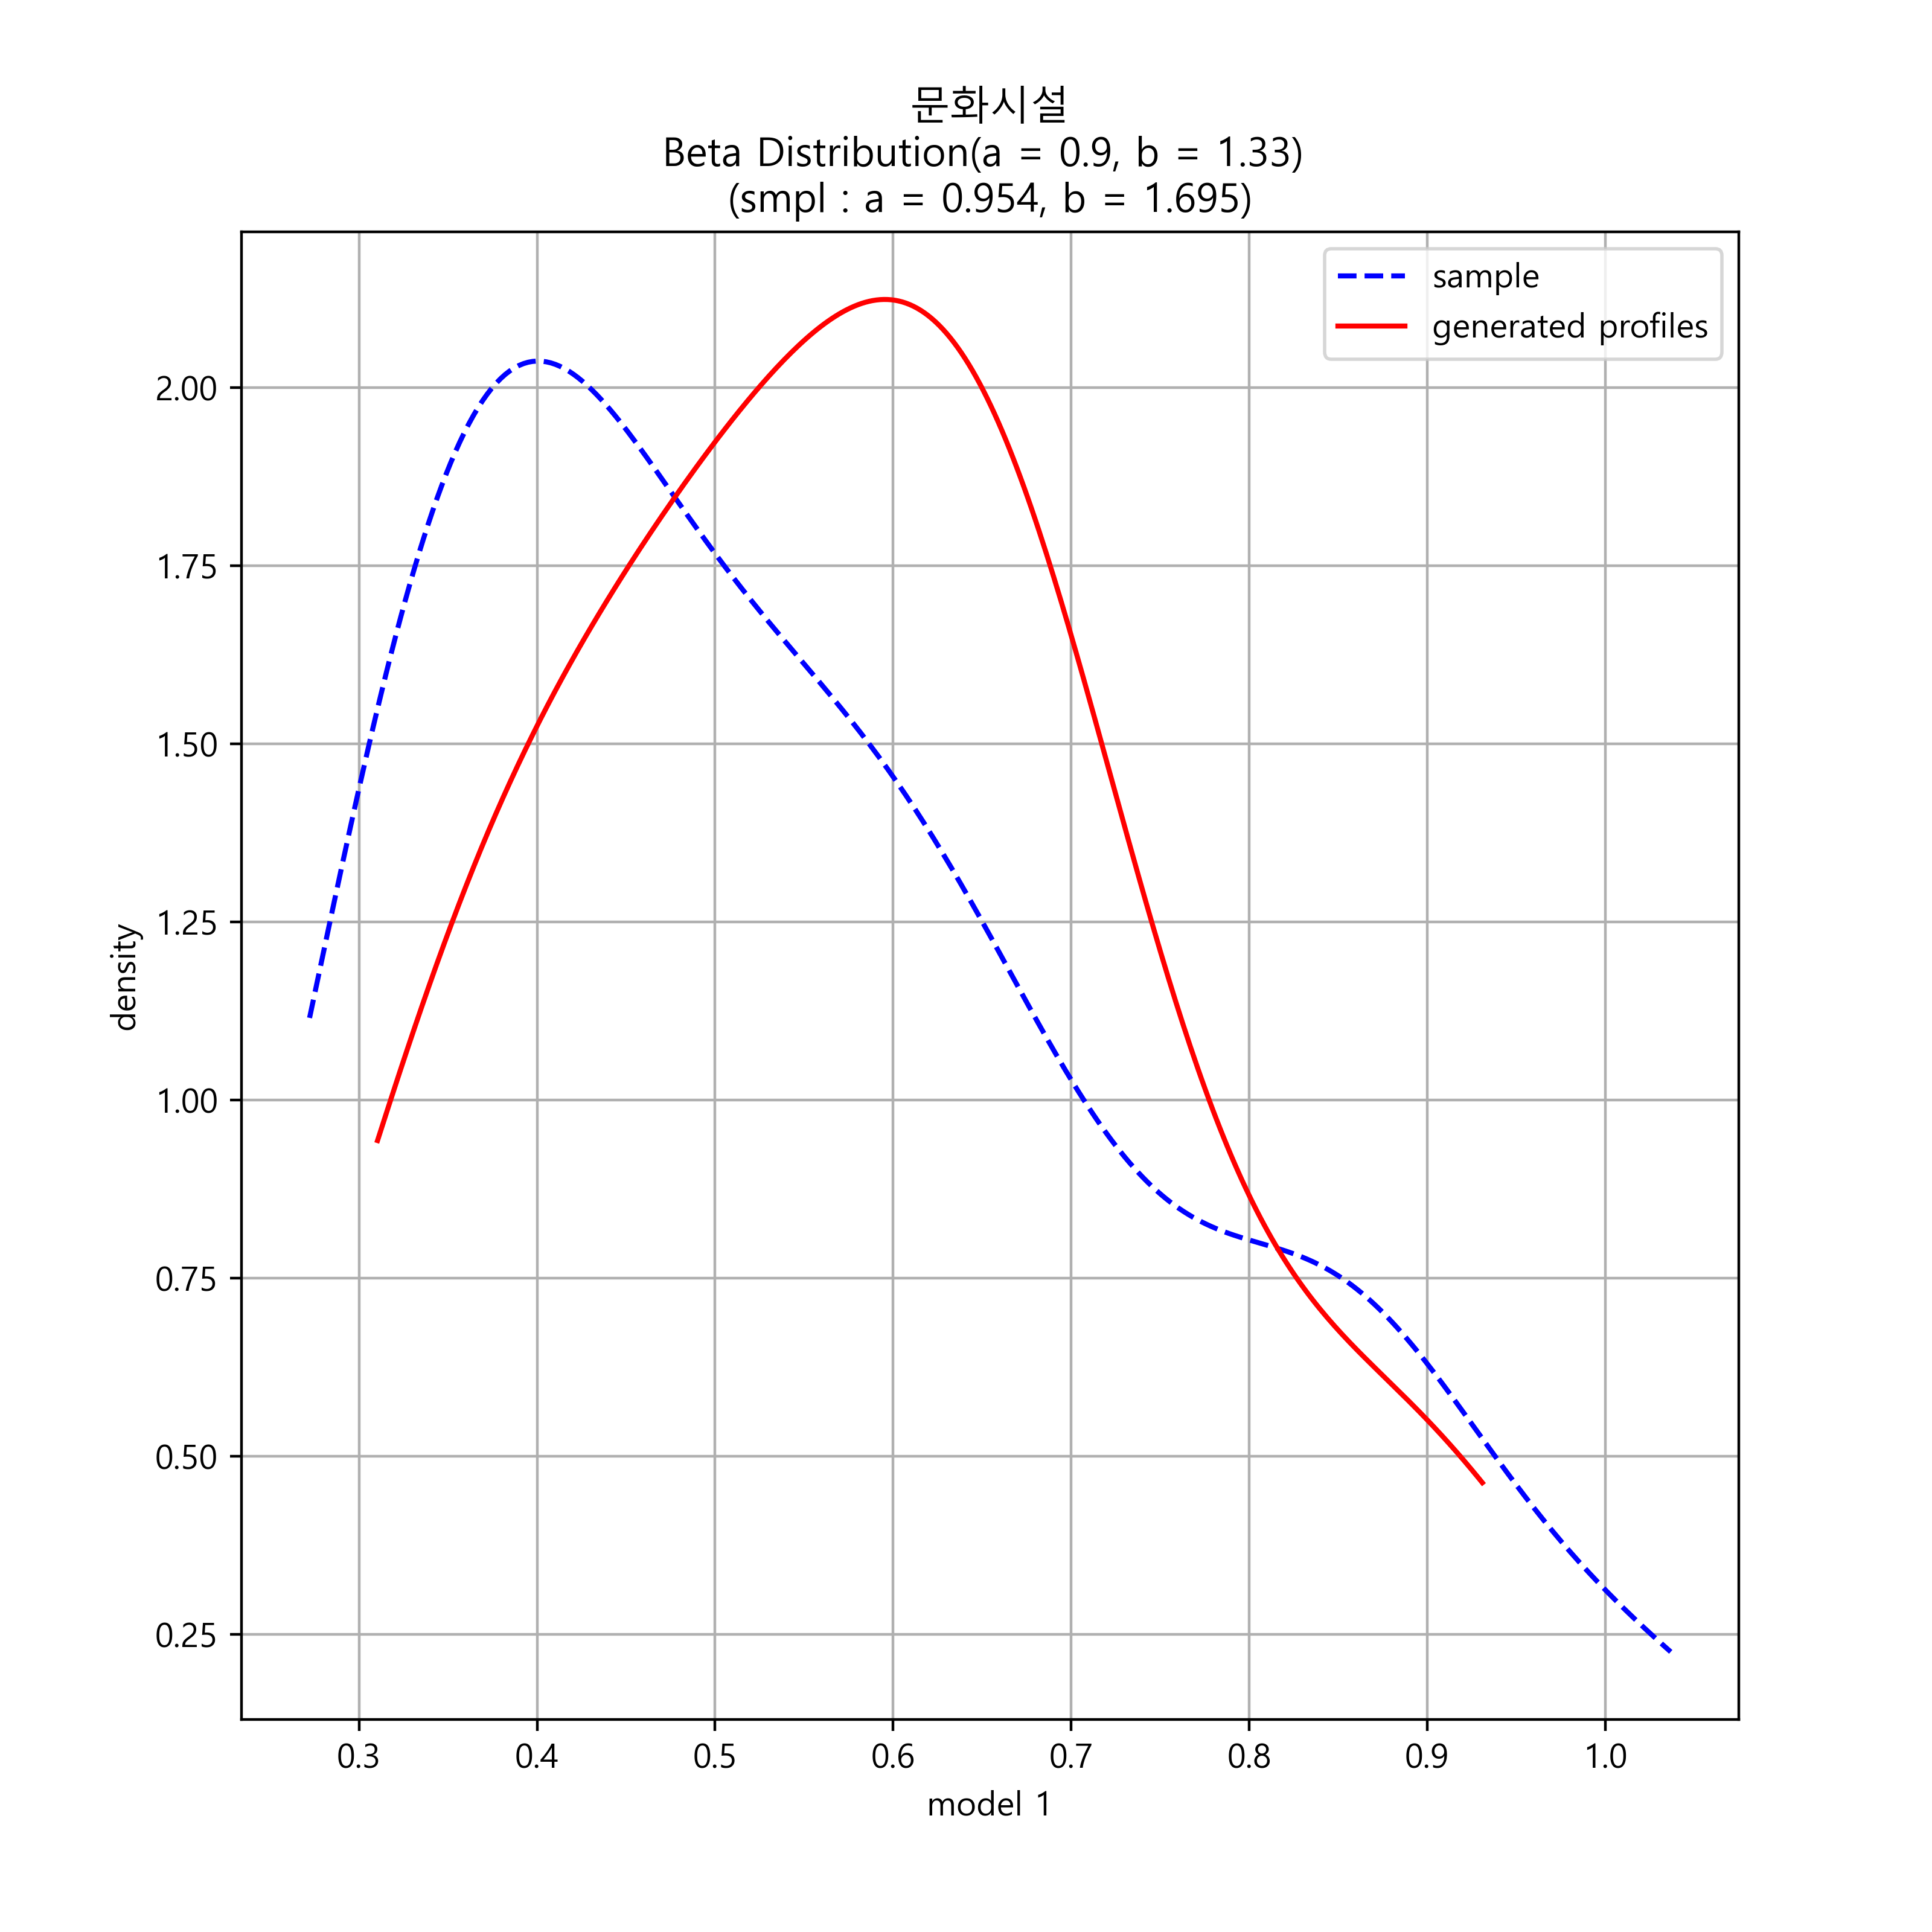 문화시설
Beta Distribution(a = 0.9, b = 1.33)
(smpl : a = 0.954, b = 1.695)
sample
generated profiles
density
2.00
1.75
1.50
1.25
1.00
0.75
0.50
0.25
0.3 0.4 0.5 0.6 0.7 0.8 0.9 1.0
model 1